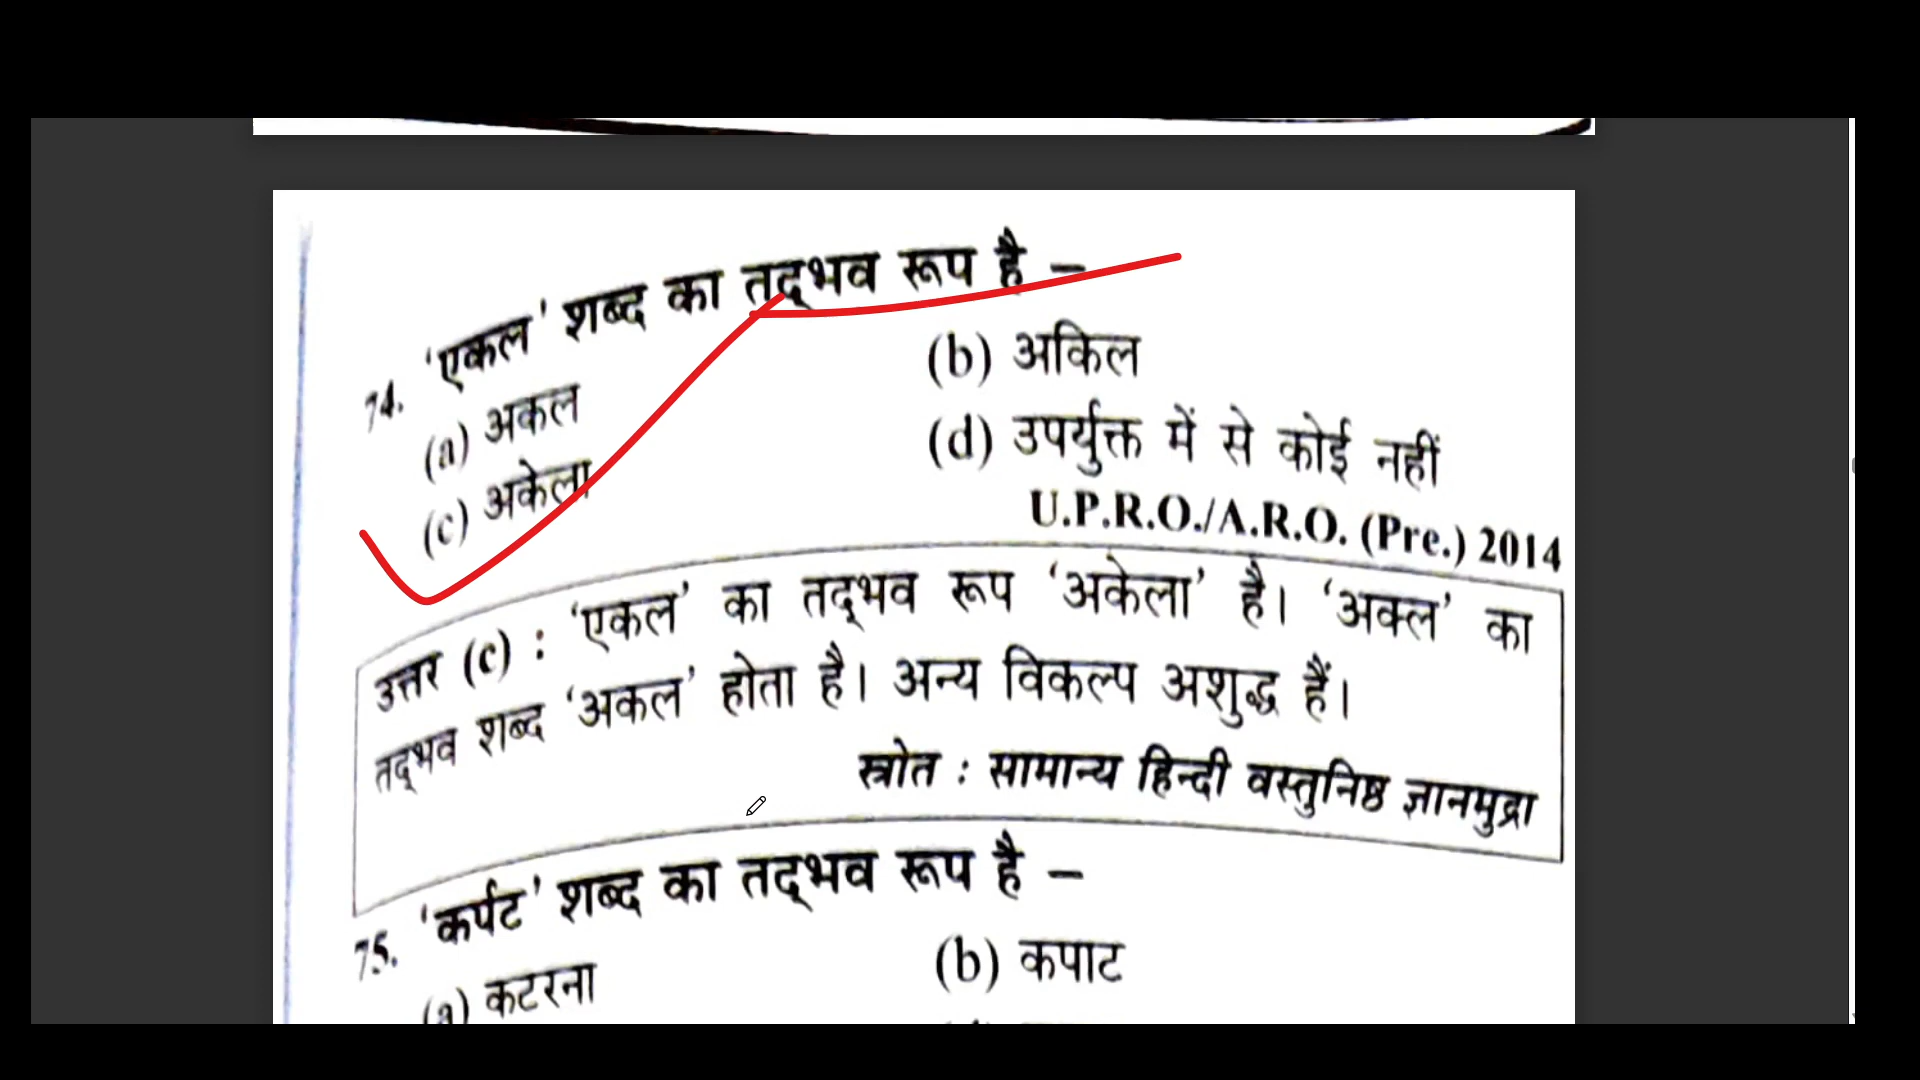 74. 'एकल' शब्द का तद्भव रूप है –
(a) अकल (b) अकिल
(c) अकेला (d) उपर्युक्त में से कोई नहीं
U.P.R.O./A.R.O. (Pre.) 2014
उत्तर (c) : 'एकल' का तद्भव रूप 'अकेला' है। 'अक्ल' का
तद्भव शब्द 'अकल' होता है। अन्य विकल्प अशुद्ध हैं।
स्रोत : सामान्य हिन्दी वस्तुनिष्ठ ज्ञानमुद्रा
75. 'कर्पट' शब्द का तद्भव रूप है –
(a) कटरना (b) कपाट